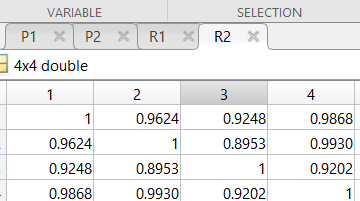 VARIABLE SELECTION
P1 P2 R1 R2
4x4 double
1 2 3 4
1 0.9624 0.9248 0.9868
0.9624 1 0.8953 0.9930
0.9248 0.8953 1 0.9202
0.9868 0.9930 0.9202 1